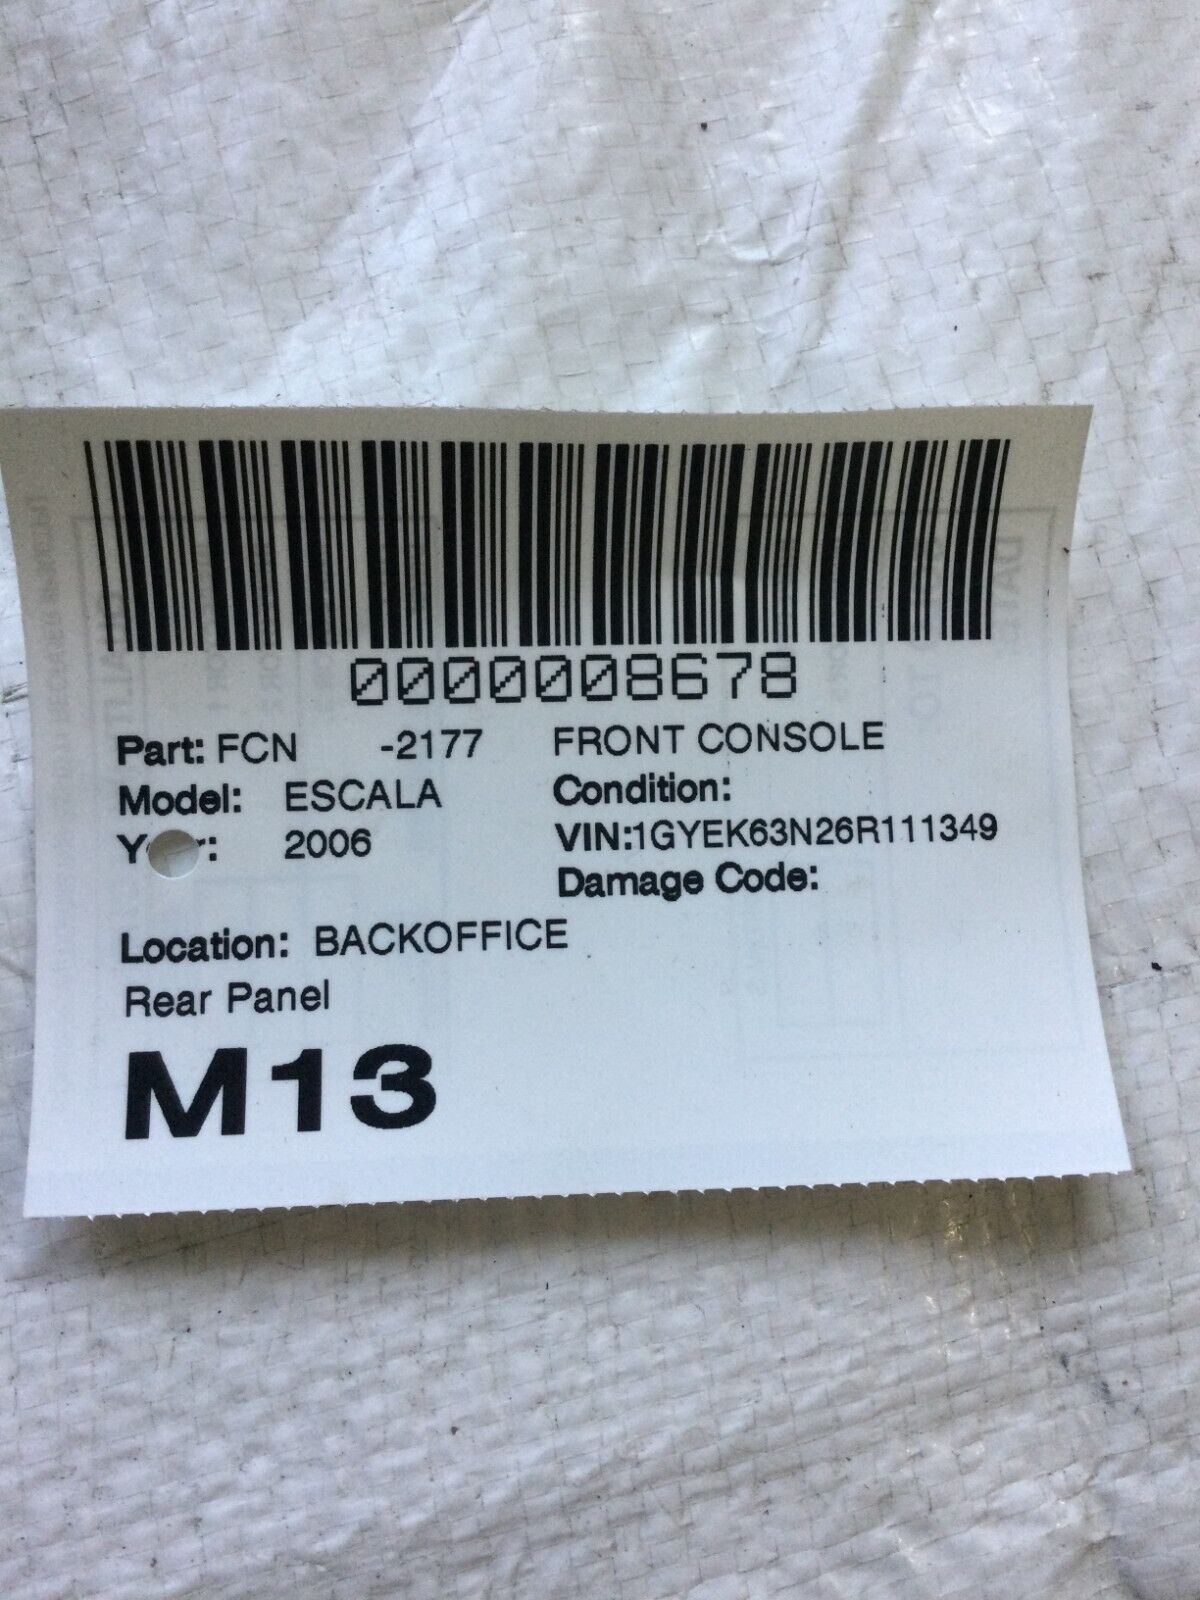 0000008678
Part: FCN -2177 FRONT CONSOLE
Model: ESCALA Condition:
Y r: 2006 VIN:1GYEK63N26R111349
Damage Code:
Location: BACKOFFICE
Rear Panel
M13